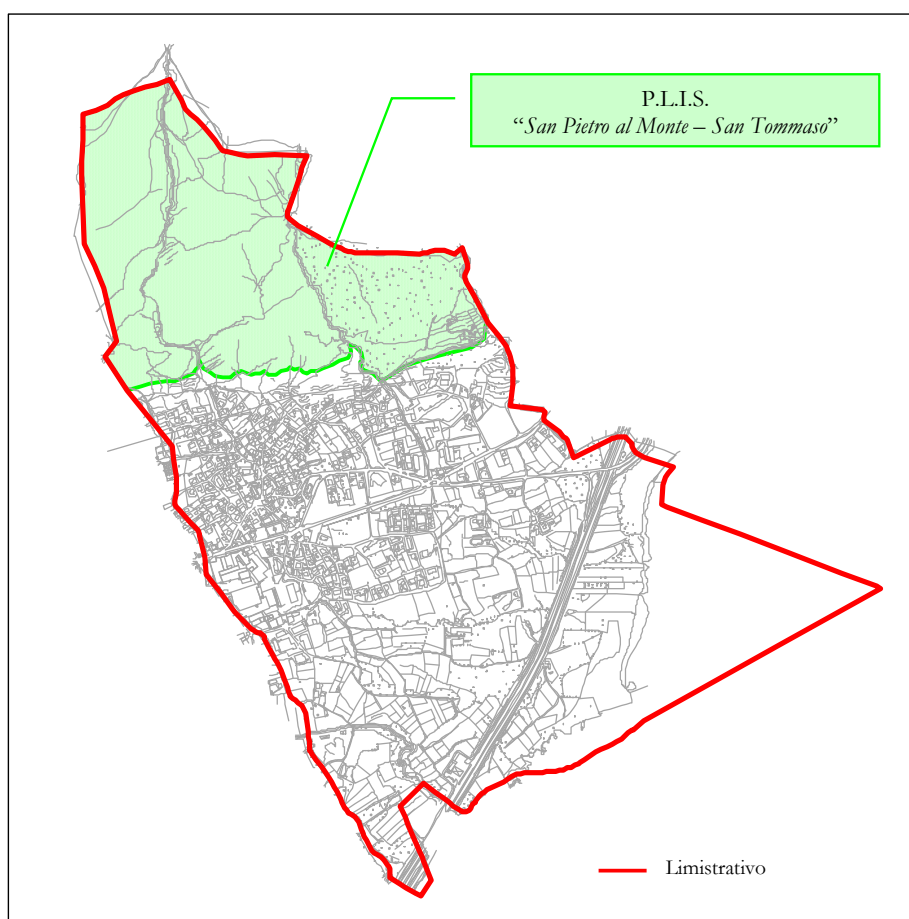 P.L.I.S.
“San Pietro al Monte – San Tommaso”
Limistrativo